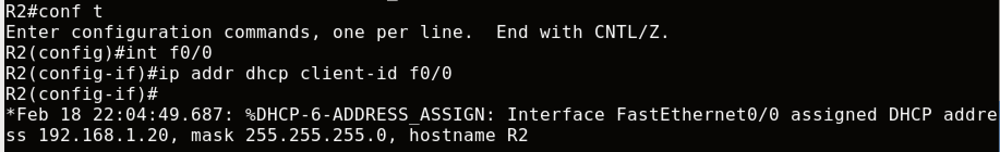 R2#conf t
Enter configuration commands, one per line.  End with CNTL/Z.
R2(config)#int f0/0
R2(config-if)#ip addr dhcp client-id f0/0
R2(config-if)#
*Feb 18 22:04:49.687: %DHCP-6-ADDRESS_ASSIGN: Interface FastEthernet0/0 assigned DHCP addre
ss 192.168.1.20, mask 255.255.255.0, hostname R2